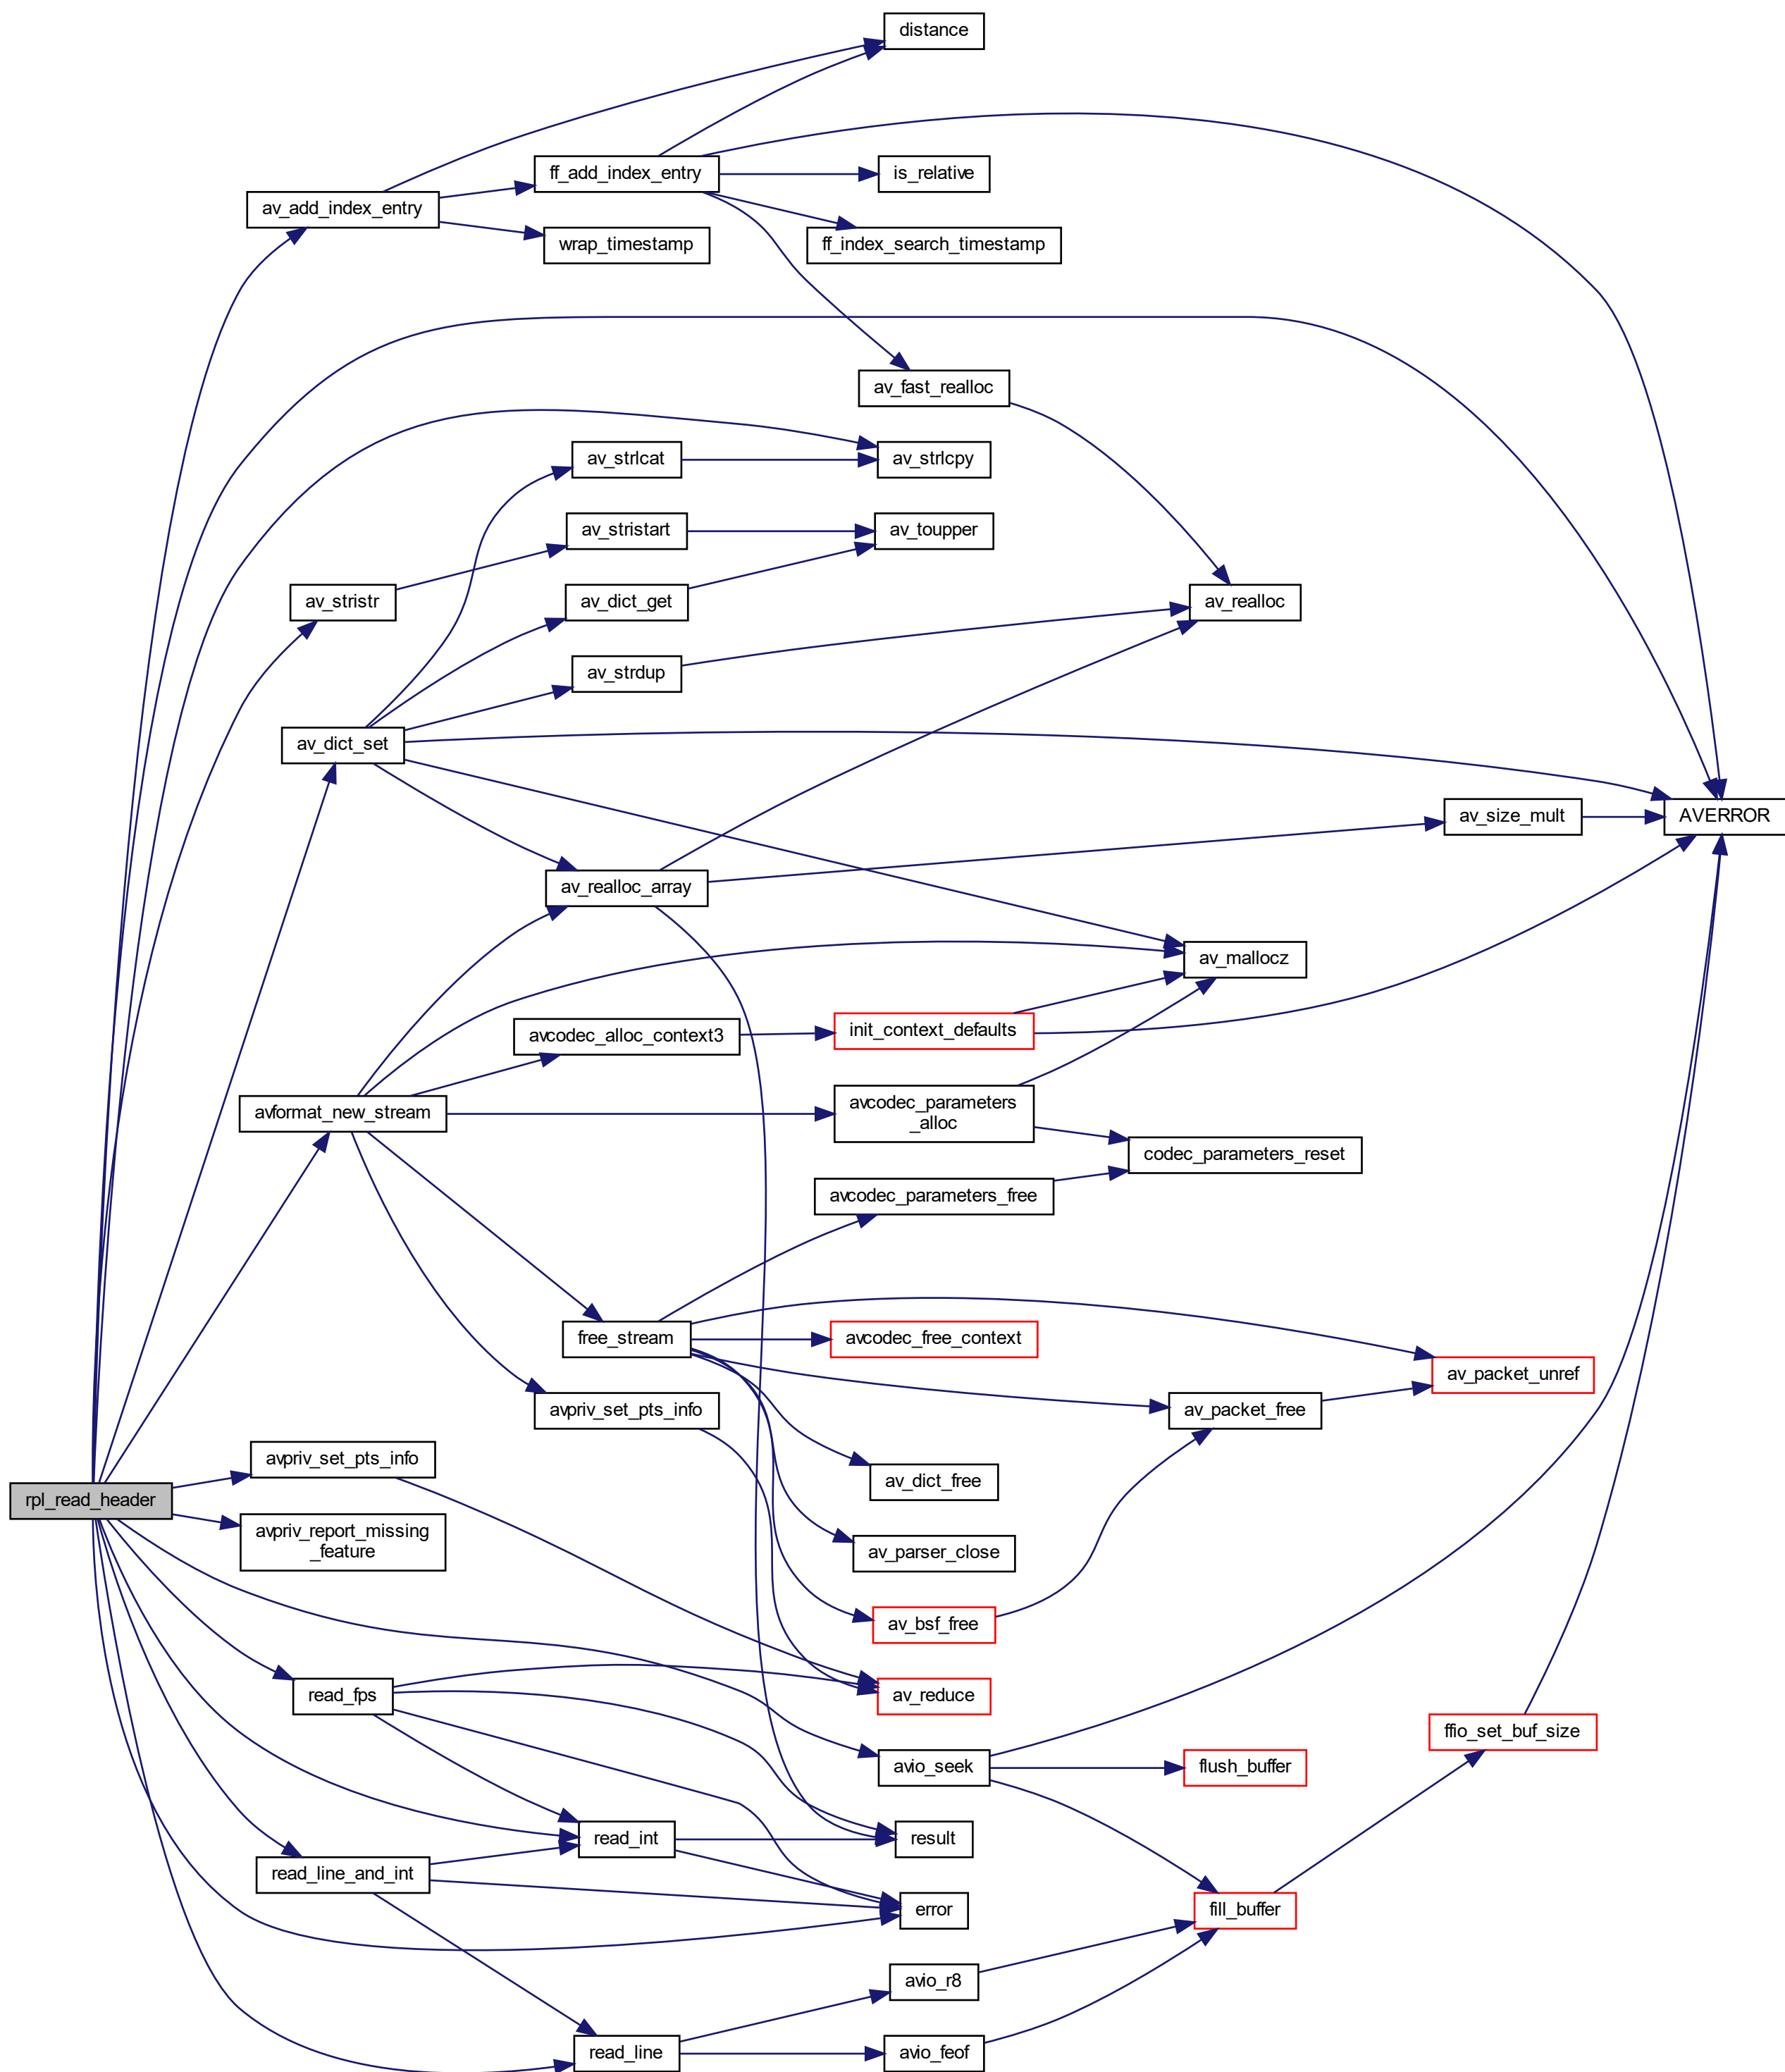 distance
ff_add_index_entry
is_relative
av_add_index_entry
wrap_timestamp
ff_index_search_timestamp
av_fast_realloc
av_strlcat
av_strlcpy
av_stristart
av_toupper
av_stristr
av_dict_get
av_realloc
av_strdup
av_dict_set
av_size_mult
AVERROR
av_realloc_array
av_mallocz
avcodec_alloc_context3
init_context_defaults
avformat_new_stream
avcodec_parameters
_alloc
codec_parameters_reset
avcodec_parameters_free
free_stream
avcodec_free_context
av_packet_unref
avpriv_set_pts_info
av_packet_free
avpriv_set_pts_info
av_dict_free
rpl_read_header
avpriv_report_missing
_feature
av_parser_close
av_bsf_free
read_fps
av_reduce
ffio_set_buf_size
avio_seek
flush_buffer
read_int
result
read_line_and_int
error
fill_buffer
avio_r8
read_line
avio_feof